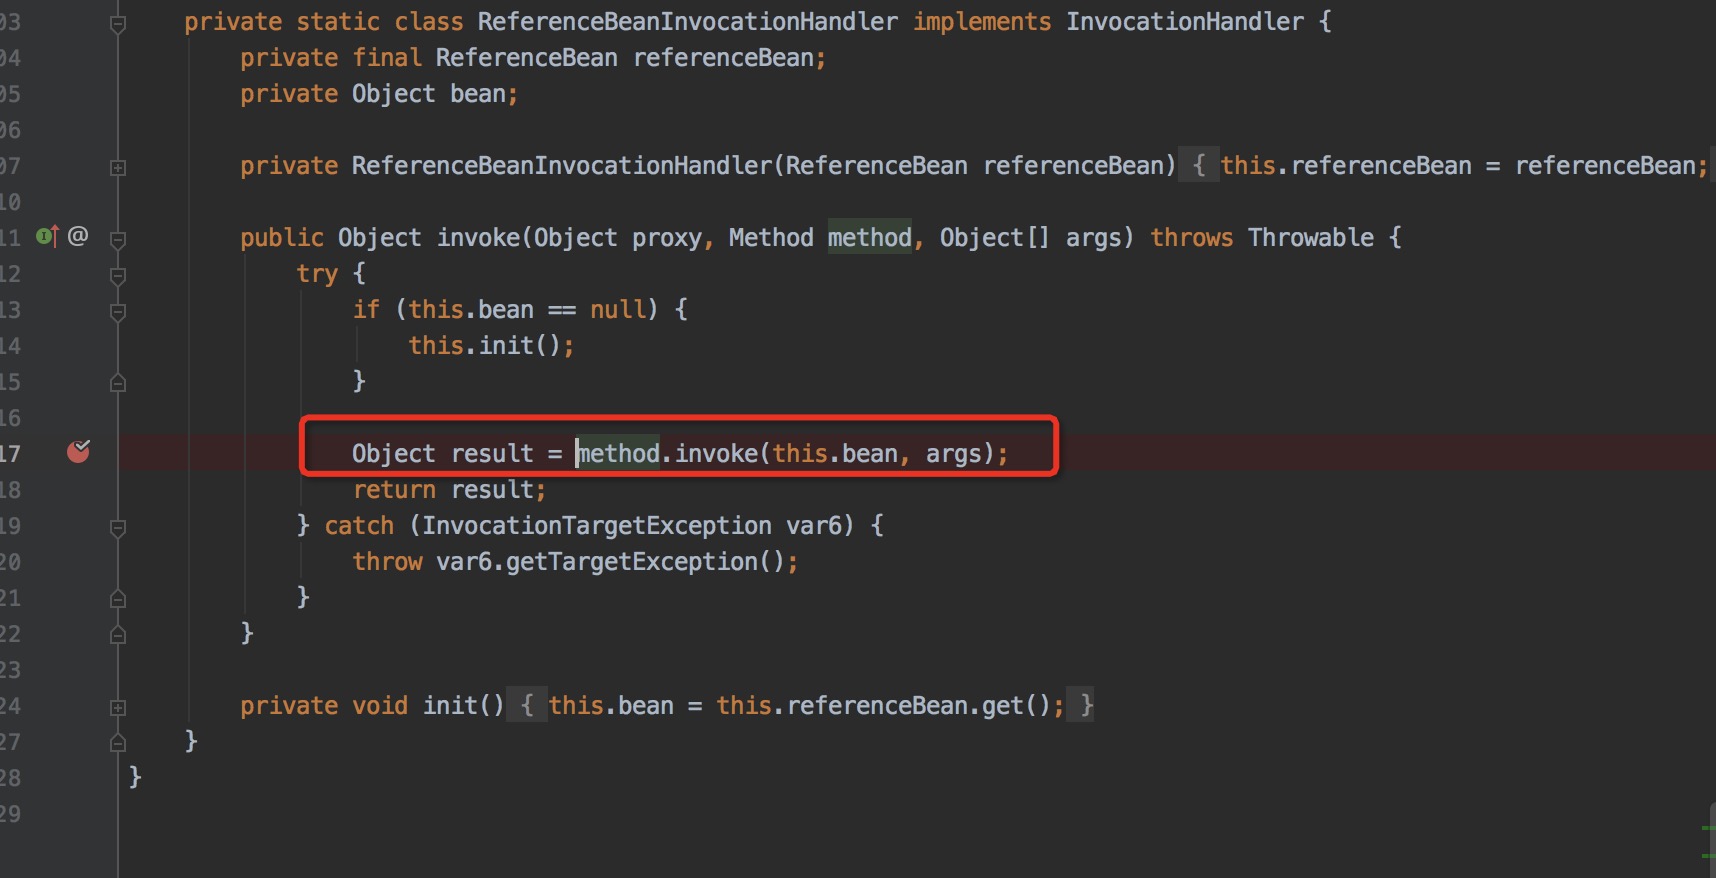 03 private static class ReferenceBeanInvocationHandler implements InvocationHandler {
04 private final ReferenceBean referenceBean;
05 private Object bean;
06
07 private ReferenceBeanInvocationHandler(ReferenceBean referenceBean) { this.referenceBean = referenceBean;
10
11 @ public Object invoke(Object proxy, Method method, Object[] args) throws Throwable {
12 try {
13 if (this.bean == null) {
14 this.init();
15 }
16
17 Object result = method.invoke(this.bean, args);
18 return result;
19 } catch (InvocationTargetException var6) {
20 throw var6.getTargetException();
21 }
22 }
23
24 private void init() { this.bean = this.referenceBean.get(); }
27 }
28 }
29